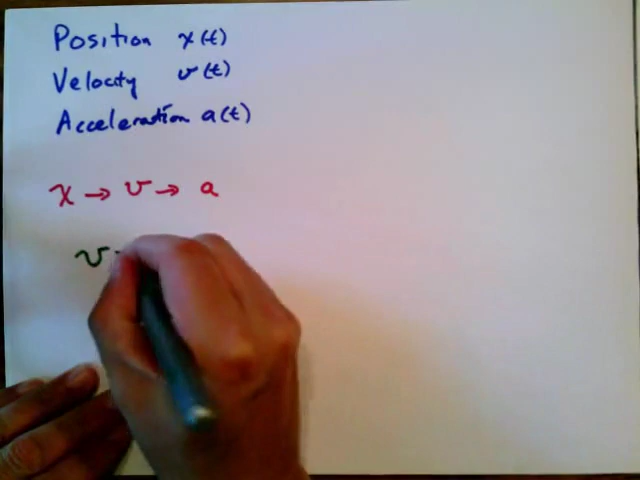 Position x(t)
Velocity v(t)
Acceleration a(t)
x → v → a
v